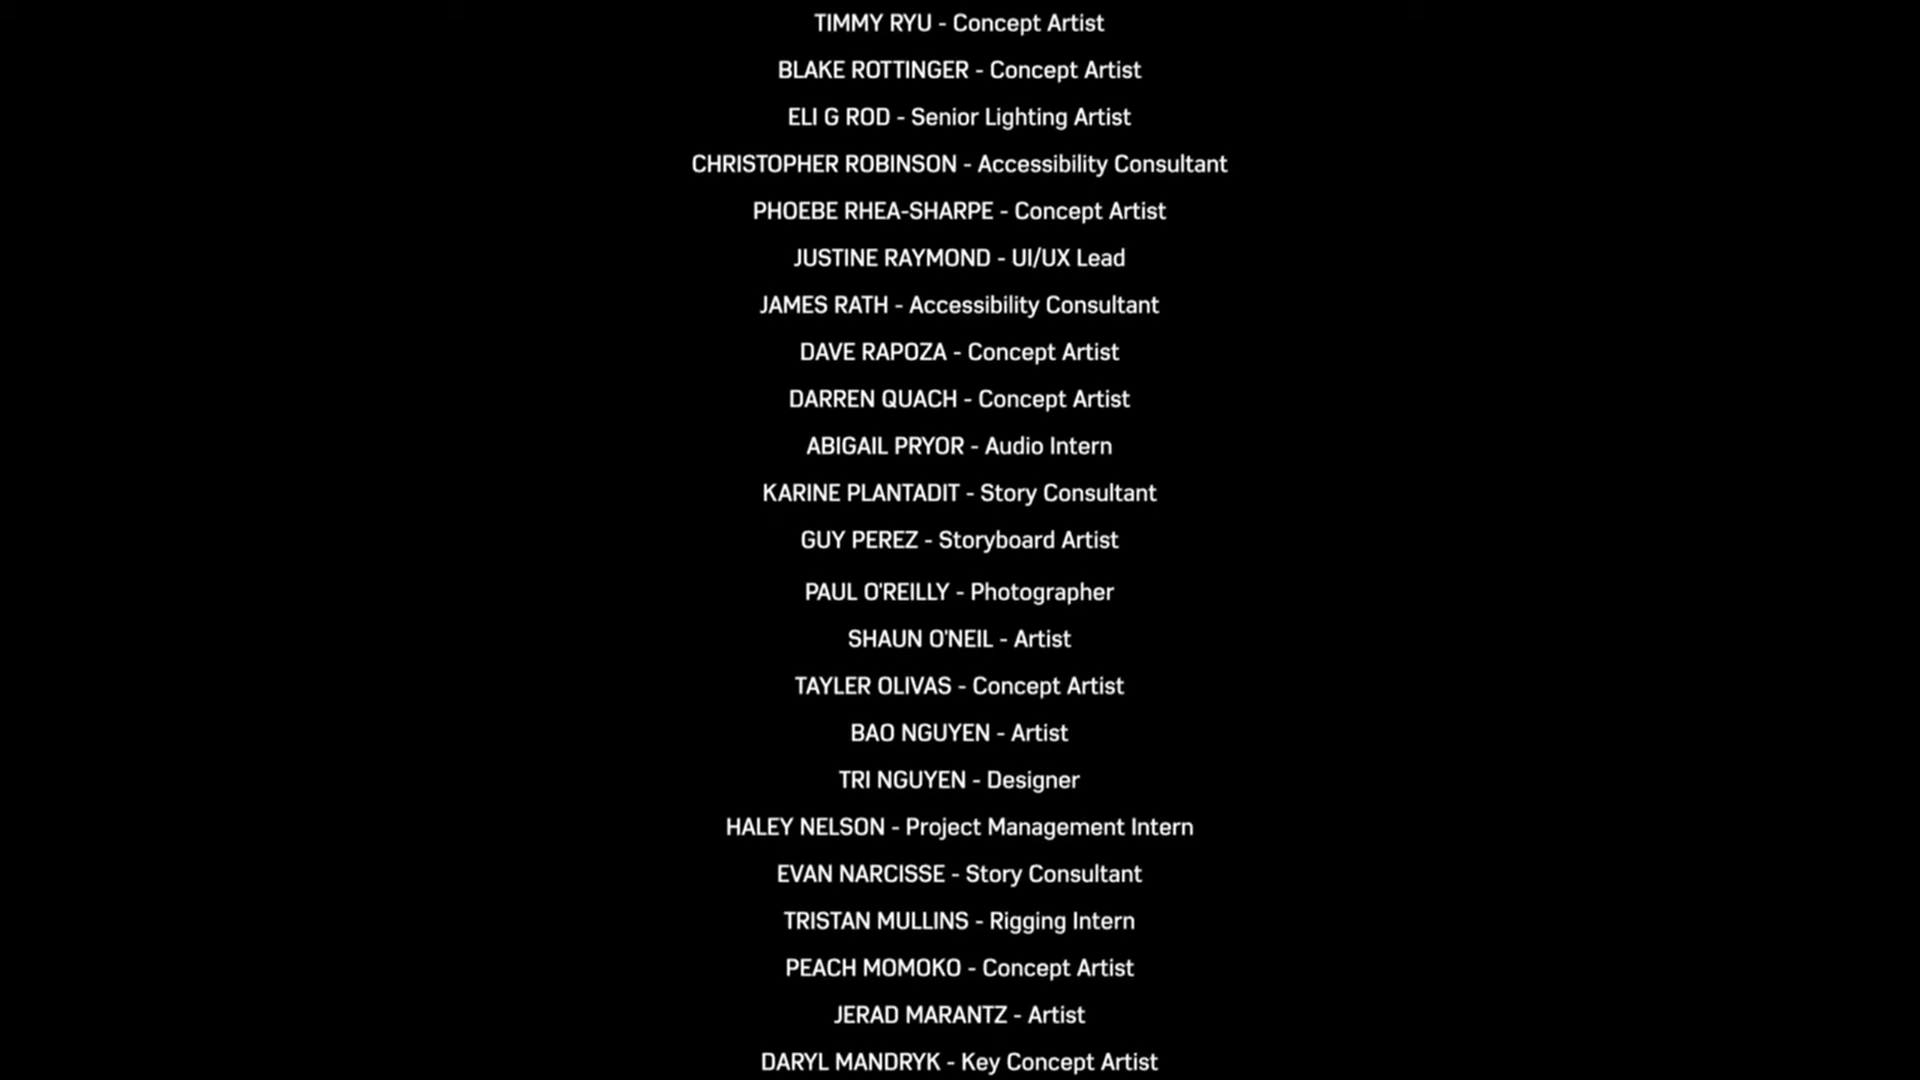 TIMMY RYU - Concept Artist
BLAKE ROTTINGER - Concept Artist
ELI G ROD - Senior Lighting Artist
CHRISTOPHER ROBINSON - Accessibility Consultant
PHOEBE RHEA-SHARPE - Concept Artist
JUSTINE RAYMOND - UI/UX Lead
JAMES RATH - Accessibility Consultant
DAVE RAPOZA - Concept Artist
DARREN QUACH - Concept Artist
ABIGAIL PRYOR - Audio Intern
KARINE PLANTADIT - Story Consultant
GUY PEREZ - Storyboard Artist
PAUL O'REILLY - Photographer
SHAUN O'NEIL - Artist
TAYLER OLIVAS - Concept Artist
BAO NGUYEN - Artist
TRI NGUYEN - Designer
HALEY NELSON - Project Management Intern
EVAN NARCISSE - Story Consultant
TRISTAN MULLINS - Rigging Intern
PEACH MOMOKO - Concept Artist
JERAD MARANTZ - Artist
DARYL MANDRYK - Key Concept Artist